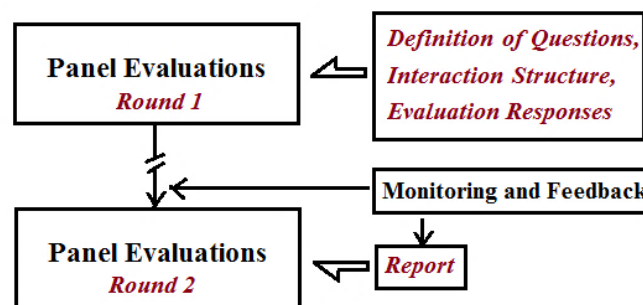 Panel Evaluations
Round 1
Definition of Questions,
Interaction Structure,
Evaluation Responses
Monitoring and Feedback
Panel Evaluations
Round 2
Report